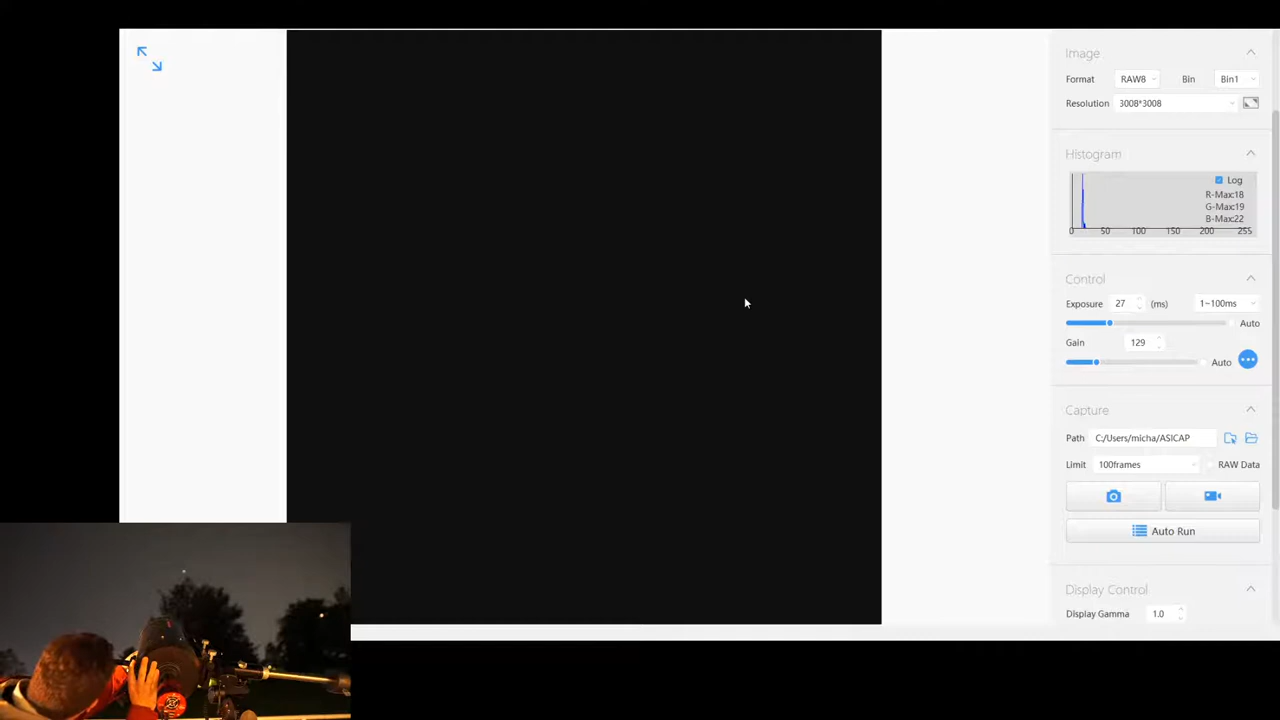 Image
Format RAW8 Bin Bin1
Resolution 3008*3008
Histogram
Log
R-Max:18
G-Max:19
B-Max:22
0 50 100 150 200 255
Control
Exposure 27 (ms) 1~100ms
Auto
Gain 129
Auto
Capture
Path C:/Users/micha/ASICAP
Limit 100frames RAW Data
Auto Run
Display Control
Display Gamma 1.0